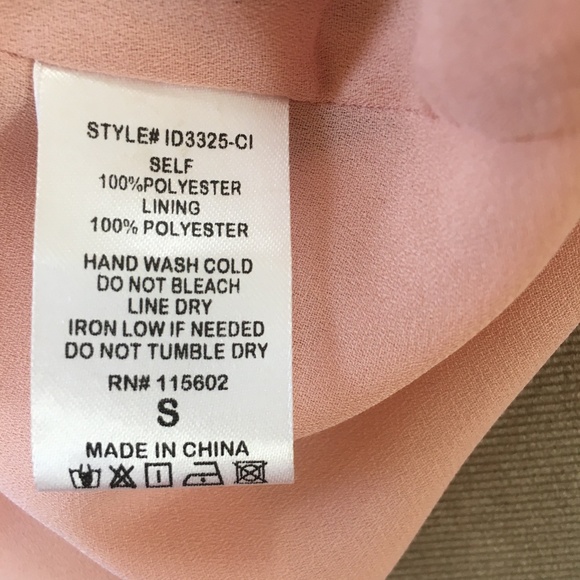 STYLE# ID3325-CI
SELF
100%POLYESTER
LINING
100% POLYESTER
HAND WASH COLD
DO NOT BLEACH
LINE DRY
IRON LOW IF NEEDED
DO NOT TUMBLE DRY
RN# 115602
S
MADE IN CHINA